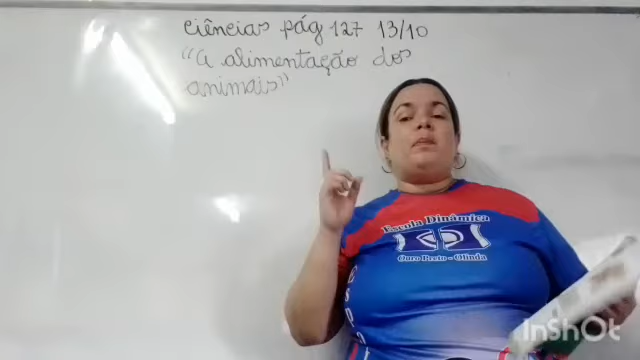 Ciências pág 127 13/10
"A alimentação dos
animais"
Escola Dinâmica
Ouro Preto - Olinda
InShOt